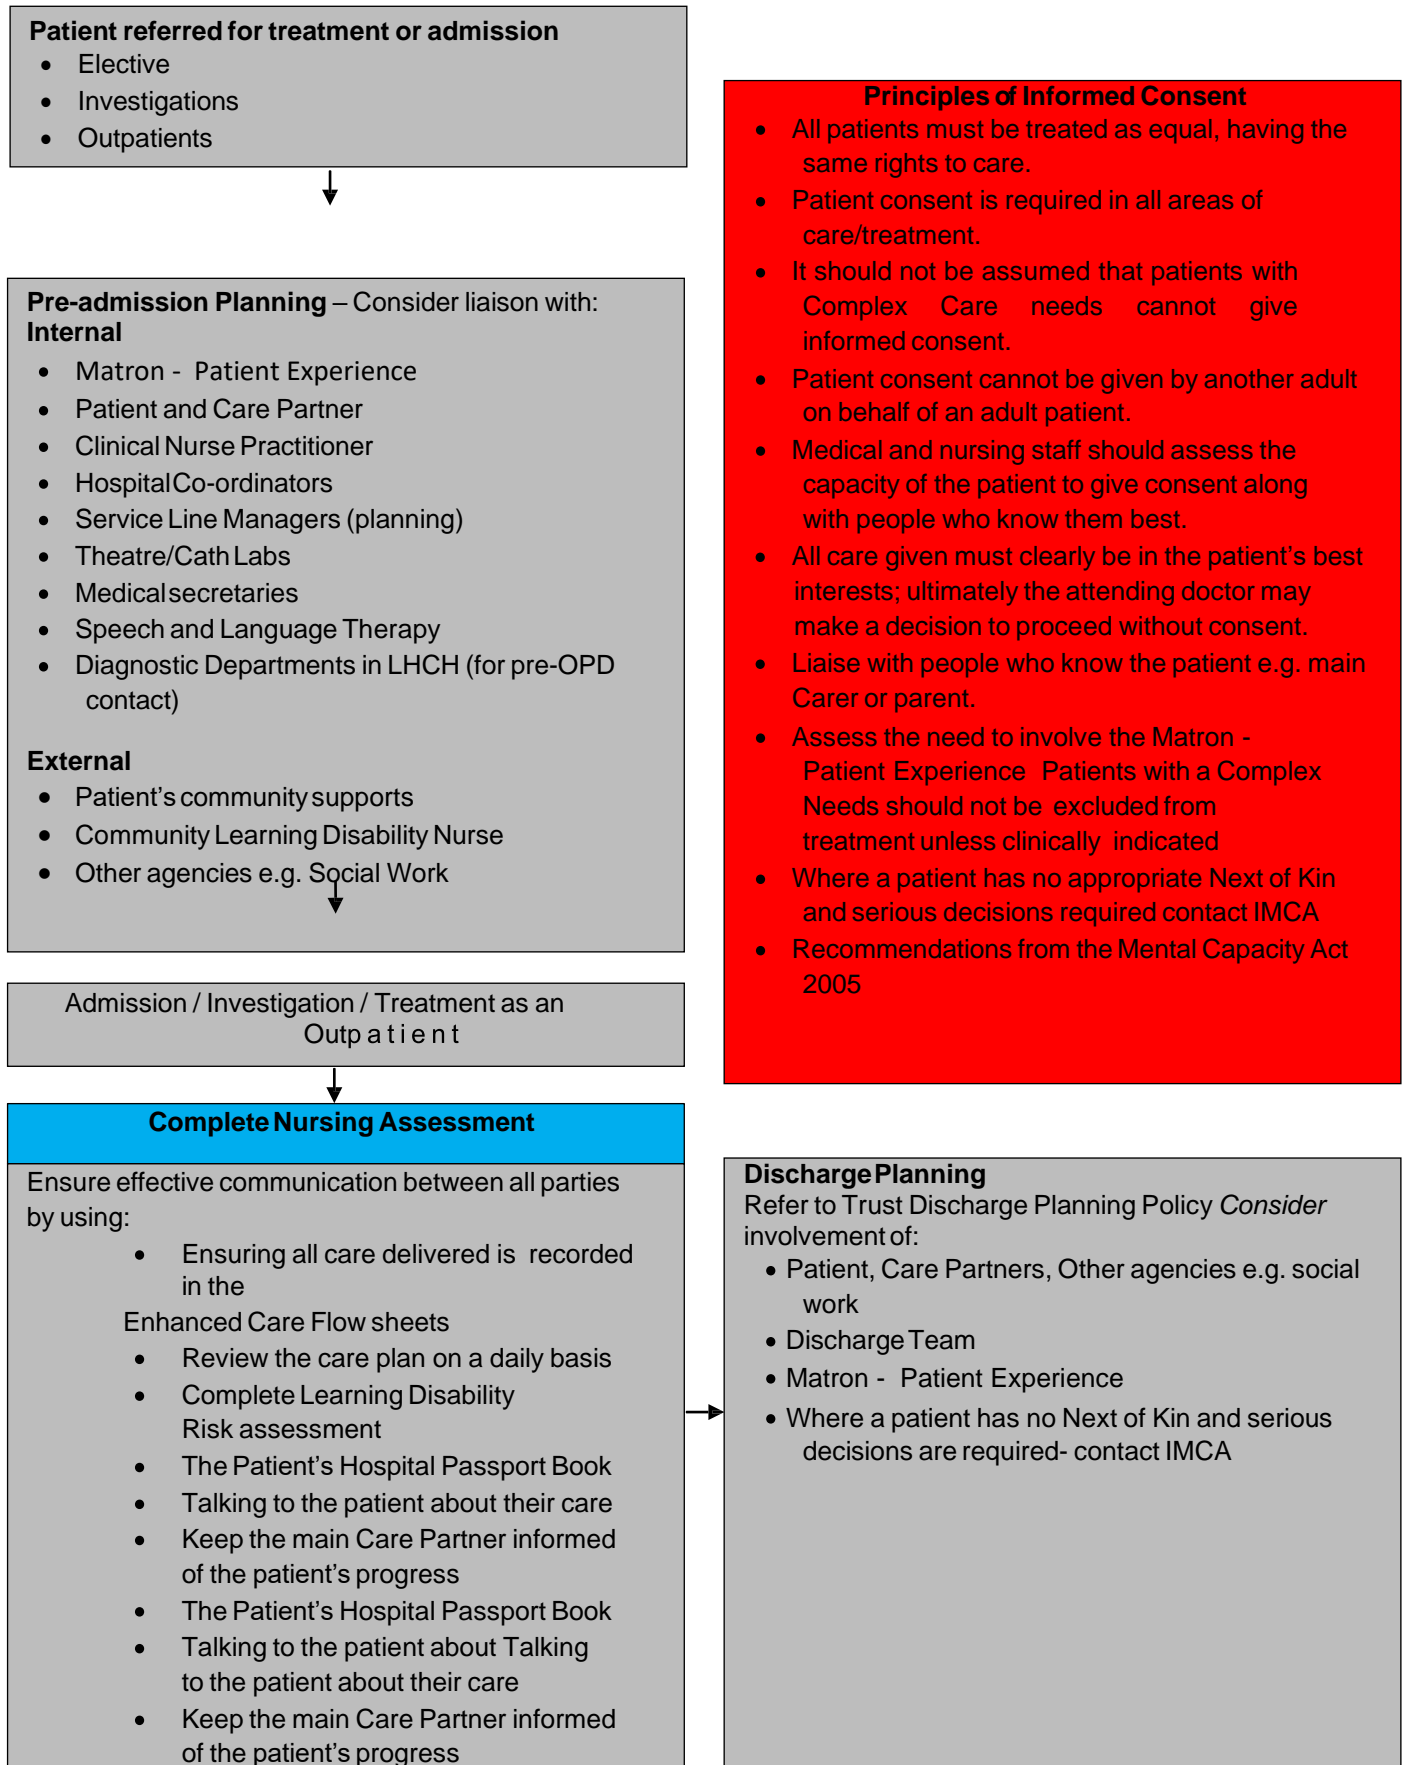 Patient referred for treatment or admission
• Elective
• Investigations
• Outpatients
Pre-admission Planning – Consider liaison with:
Internal
• Matron - Patient Experience
• Patient and Care Partner
• Clinical Nurse Practitioner
• Hospital Co-ordinators
• Service Line Managers (planning)
• Theatre/Cath Labs
• Medical secretaries
• Speech and Language Therapy
• Diagnostic Departments in LHCH (for pre-OPD
contact)
External
• Patient's community supports
• Community Learning Disability Nurse
• Other agencies e.g. Social Work
Admission / Investigation / Treatment as an
Outpatient
Complete Nursing Assessment
Ensure effective communication between all parties
by using:
• Ensuring all care delivered is recorded
in the
Enhanced Care Flow sheets
• Review the care plan on a daily basis
• Complete Learning Disability
Risk assessment
• The Patient's Hospital Passport Book
• Talking to the patient about their care
• Keep the main Care Partner informed
of the patient's progress
• The Patient's Hospital Passport Book
• Talking to the patient about Talking
to the patient about their care
• Keep the main Care Partner informed
of the patient's progress
Principles of Informed Consent
• All patients must be treated as equal, having the
same rights to care.
• Patient consent is required in all areas of
care/treatment.
• It should not be assumed that patients with
Complex Care needs cannot give
informed consent.
• Patient consent cannot be given by another adult
on behalf of an adult patient.
• Medical and nursing staff should assess the
capacity of the patient to give consent along
with people who know them best.
• All care given must clearly be in the patient's best
interests; ultimately the attending doctor may
make a decision to proceed without consent.
• Liaise with people who know the patient e.g. main
Carer or parent.
• Assess the need to involve the Matron -
Patient Experience Patients with a Complex
Needs should not be excluded from
treatment unless clinically indicated
• Where a patient has no appropriate Next of Kin
and serious decisions required contact IMCA
• Recommendations from the Mental Capacity Act
2005
Discharge Planning
Refer to Trust Discharge Planning Policy Consider
involvement of:
• Patient, Care Partners, Other agencies e.g. social
work
• Discharge Team
• Matron - Patient Experience
• Where a patient has no Next of Kin and serious
decisions are required- contact IMCA